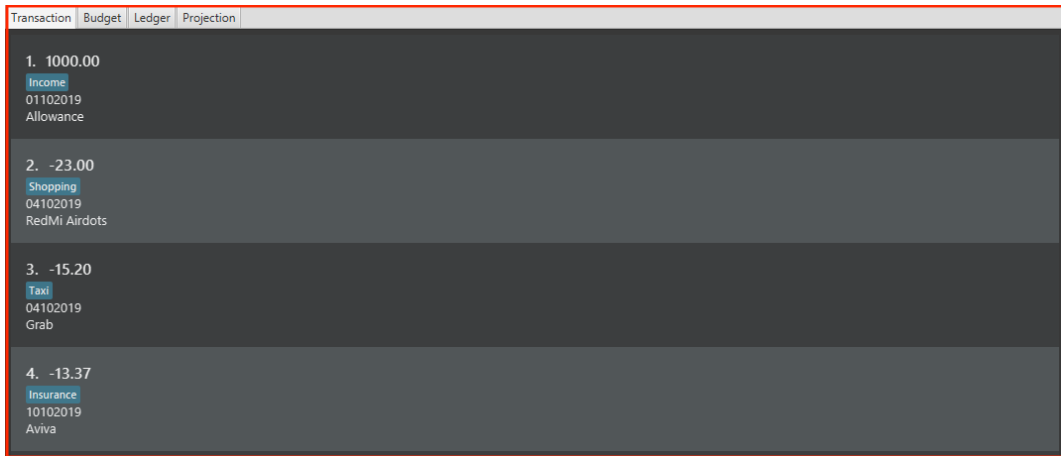 Transaction Budget Ledger Projection
1. 1000.00
Income
01102019
Allowance
2. -23.00
Shopping
04102019
RedMi Airdots
3. -15.20
Taxi
04102019
Grab
4. -13.37
Insurance
10102019
Aviva